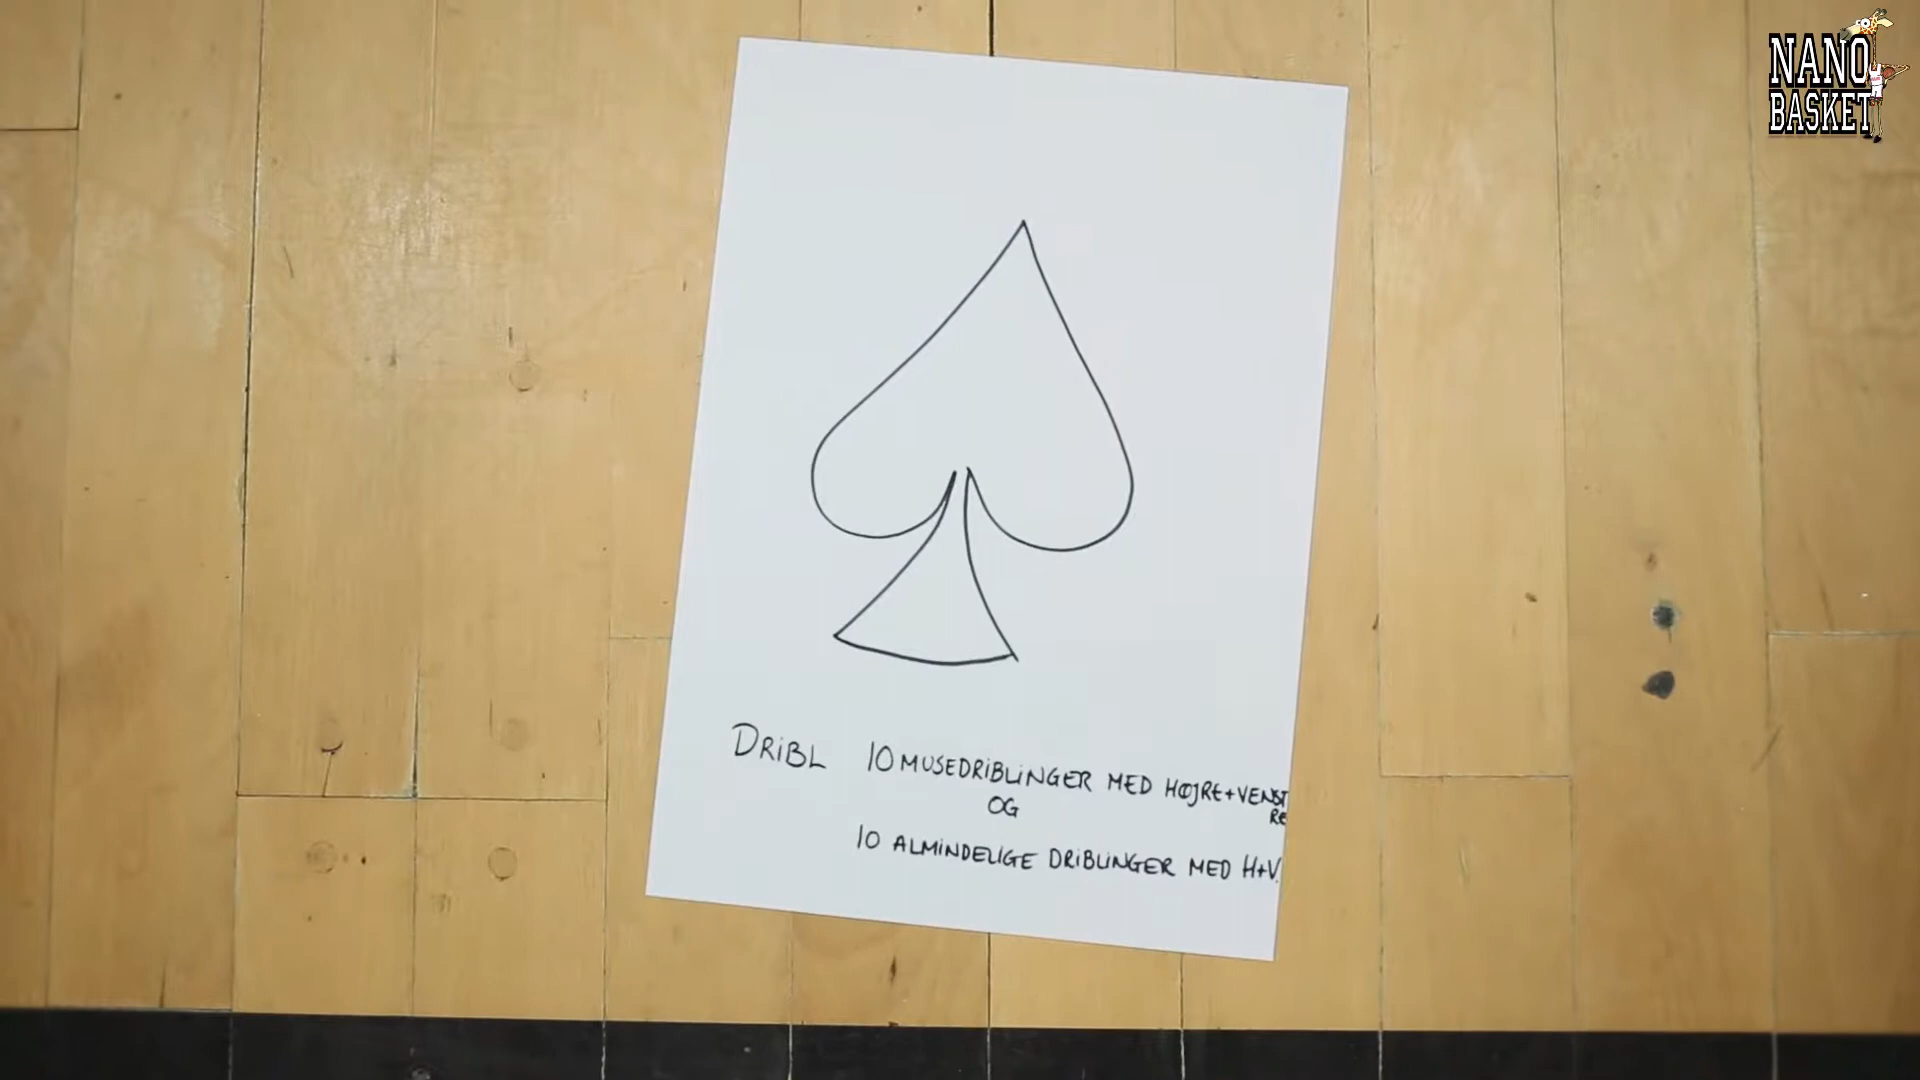 NANO
BASKET
DRIBL 10 MUSEDRIBLINGER MED HØJRE+VENST
RE
OG
10 ALMINDELIGE DRIBLINGER MED H+V.